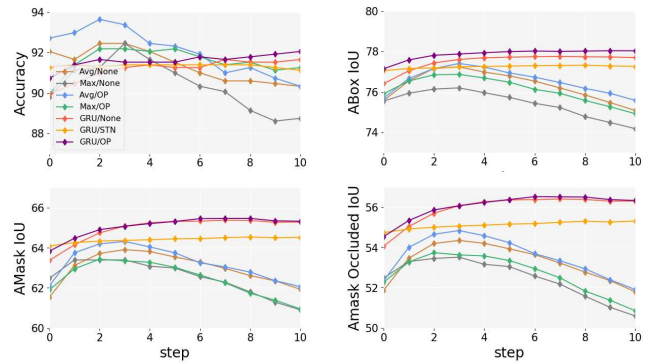 Accuracy
94
92
90
88
0 2 4 6 8 10
Avg/None
Max/None
Avg/OP
Max/OP
GRU/None
GRU/STN
GRU/OP
ABox IoU
80
78
76
74
0 2 4 6 8 10
AMask IoU
66
64
62
60
0 2 4 6 8 10
step
Amask Occluded IoU
56
54
52
50
0 2 4 6 8 10
step